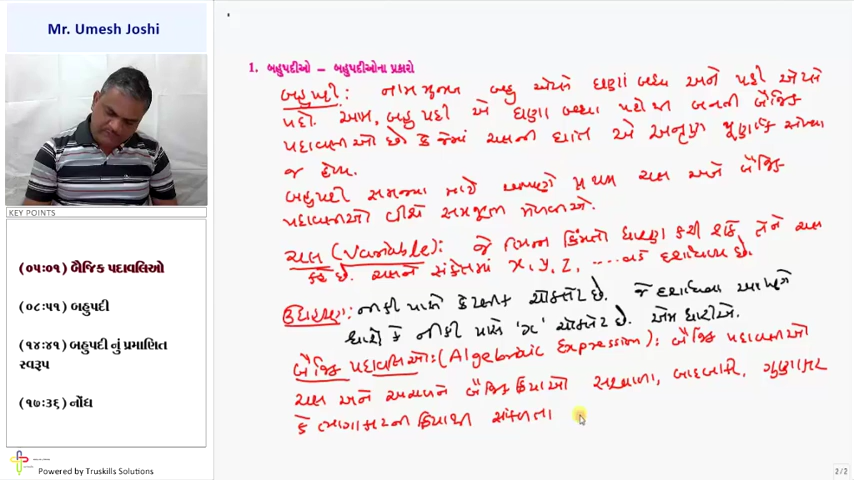 Mr. Umesh Joshi
KEY POINTS
(૦૫:૦૧) બૈજિક પદાવલિઓ
(૦૮:૫૧) બહુપદી
(૧૪:૪૧) બહુપદી નું પ્રમાણિત
સ્વરૂપ
(૧૭:૩૬) નોંધ
Powered by Truskills Solutions
1. બહુપદીઓ – બહુપદીઓના પ્રકારો
બહુપદી: નામ મુજબ બહુ એટલે ઘણાં બધા અને પદી એટલે
પદો. આમ, બહુપદી એ ઘણા બધા પદોથી બનતી બૈજિક
પદાવલીઓ છે કે જેમાં ચલની ઘાત એ અનૃણ પૂર્ણાંક સંખ્યા
જ હોય.
બહુપદી સમજવા માટે આપણે પ્રથમ ચલ અને બૈજિક
પદાવલીઓ વિશે સમજૂતી મેળવીએ.
ચલ (Variable): જે ભિન્ન કિંમતો ધારણ કરી શકે તેને ચલ
કહે છે. ચલને સંકેતમાં x, y, z, ..... વડે દર્શાવાય છે.
ઉદાહરણ: નીકી પાસે કેટલીક ચોકલેટ છે. જે દર્શાવવા આપણે
ધારો કે નીકી પાસે 'x' ચોકલેટ છે. એમ ધારીએ.
બૈજિક પદાવલિઓ: (Algebraic Expression): બૈજિક પદાવલીઓ
ચલ અને અચળને બૈજિક ક્રિયાઓ સરવાળા, બાદબાકી, ગુણાકાર
કે ભાગાકારની ક્રિયાથી સાંકળતા
2/2